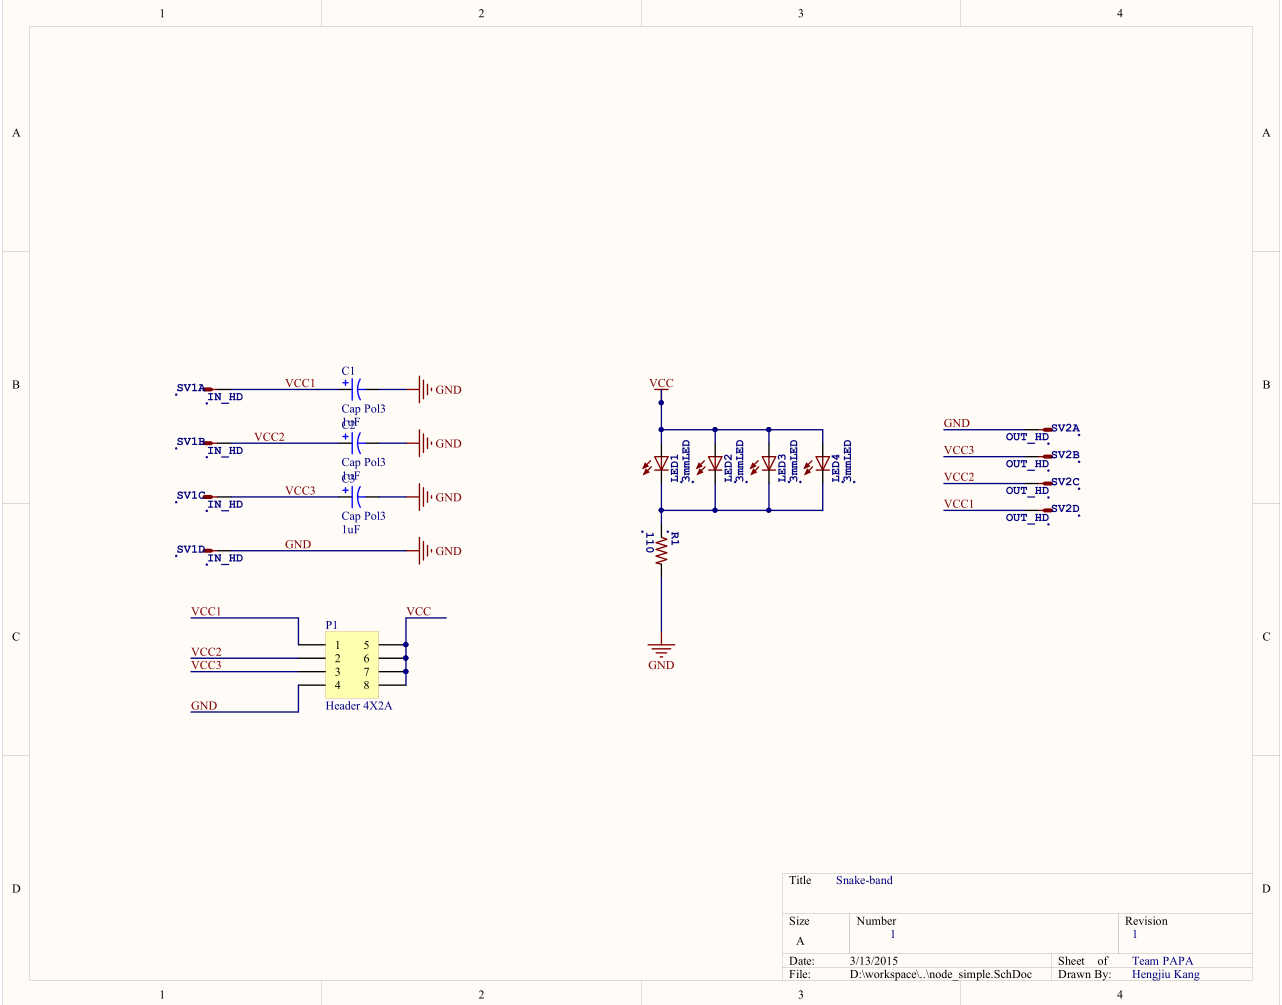 1 2 3 4
A A
B B
C C
D D
C1
SV1A VCC1 + GND
IN_HD
Cap Pol3
1uF
C2
SV1B VCC2 + GND
IN_HD
Cap Pol3
1uF
C3
SV1C VCC3 + GND
IN_HD
Cap Pol3
1uF
SV1D GND GND
IN_HD
VCC1 VCC
P1
1 5
VCC2 2 6
VCC3 3 7
4 8
GND Header 4X2A
VCC
LED1 3mmLED LED2 3mmLED LED3 3mmLED LED4 3mmLED
R1
110
GND
GND SV2A
OUT_HD
VCC3 SV2B
OUT_HD
VCC2 SV2C
OUT_HD
VCC1 SV2D
OUT_HD
Title Snake-band
Size Number Revision
A 1 1
Date: 3/13/2015 Sheet of Team PAPA
File: D:\workspace\..\node_simple.SchDoc Drawn By: Hengjiu Kang
1 2 3 4